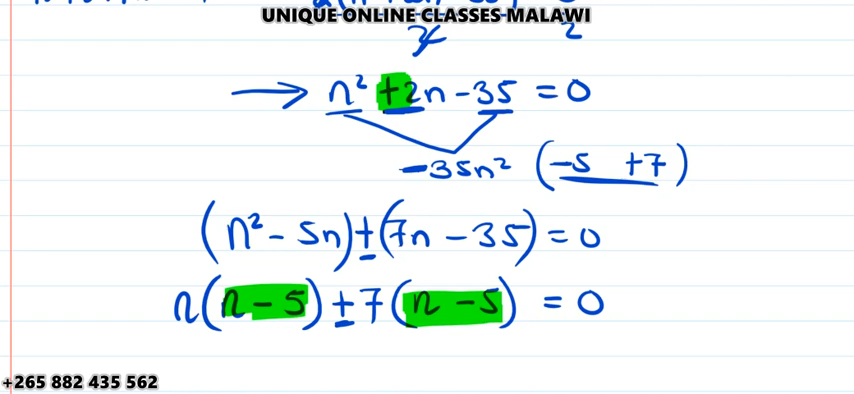 UNIQUE ONLINE CLASSES MALAWI
2
→ n² +2n - 35 = 0
-35n² (-5 +7)
(n² - 5n) + (7n - 35) = 0
n(n - 5) + 7(n - 5) = 0
+265 882 435 562